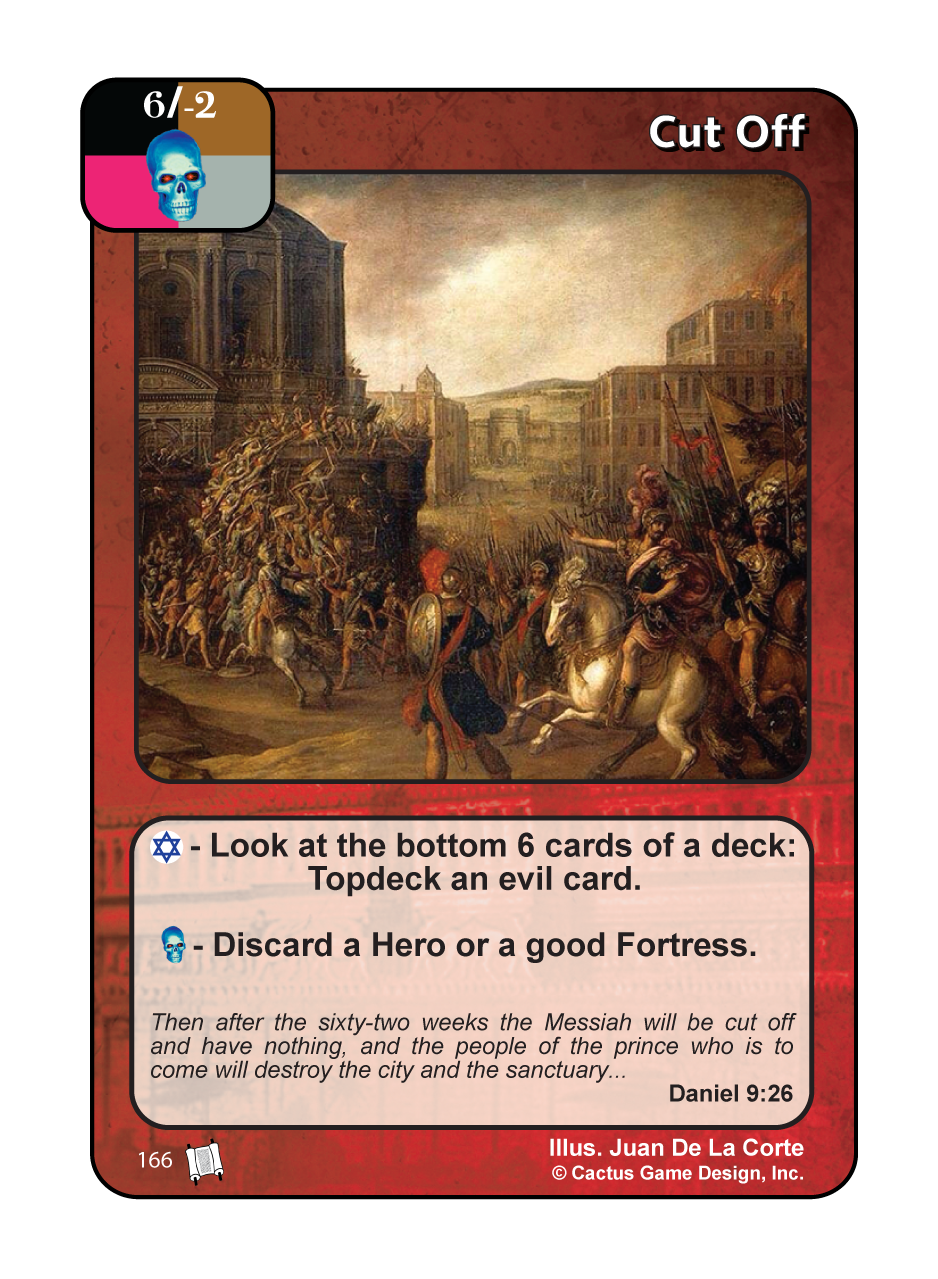 6/-2
Cut Off
- Look at the bottom 6 cards of a deck:
Topdeck an evil card.
- Discard a Hero or a good Fortress.
Then after the sixty-two weeks the Messiah will be cut off
and have nothing, and the people of the prince who is to
come will destroy the city and the sanctuary...
Daniel 9:26
166
Illus. Juan De La Corte
© Cactus Game Design, Inc.